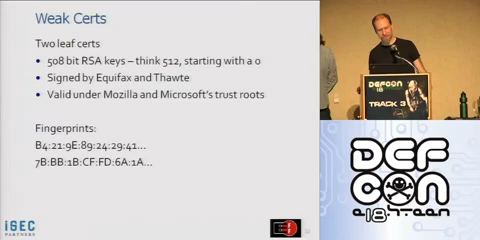 Weak Certs
Two leaf certs
• 508 bit RSA keys – think 512, starting with a 0
• Signed by Equifax and Thawte
• Valid under Mozilla and Microsoft's trust roots
Fingerprints:
B4:21:9E:89:24:29:41...
7B:BB:1B:CF:FD:6A:1A...
iSEC
PARTNERS
DEFCON
TRACK 3
DEF
CON
e18hteen